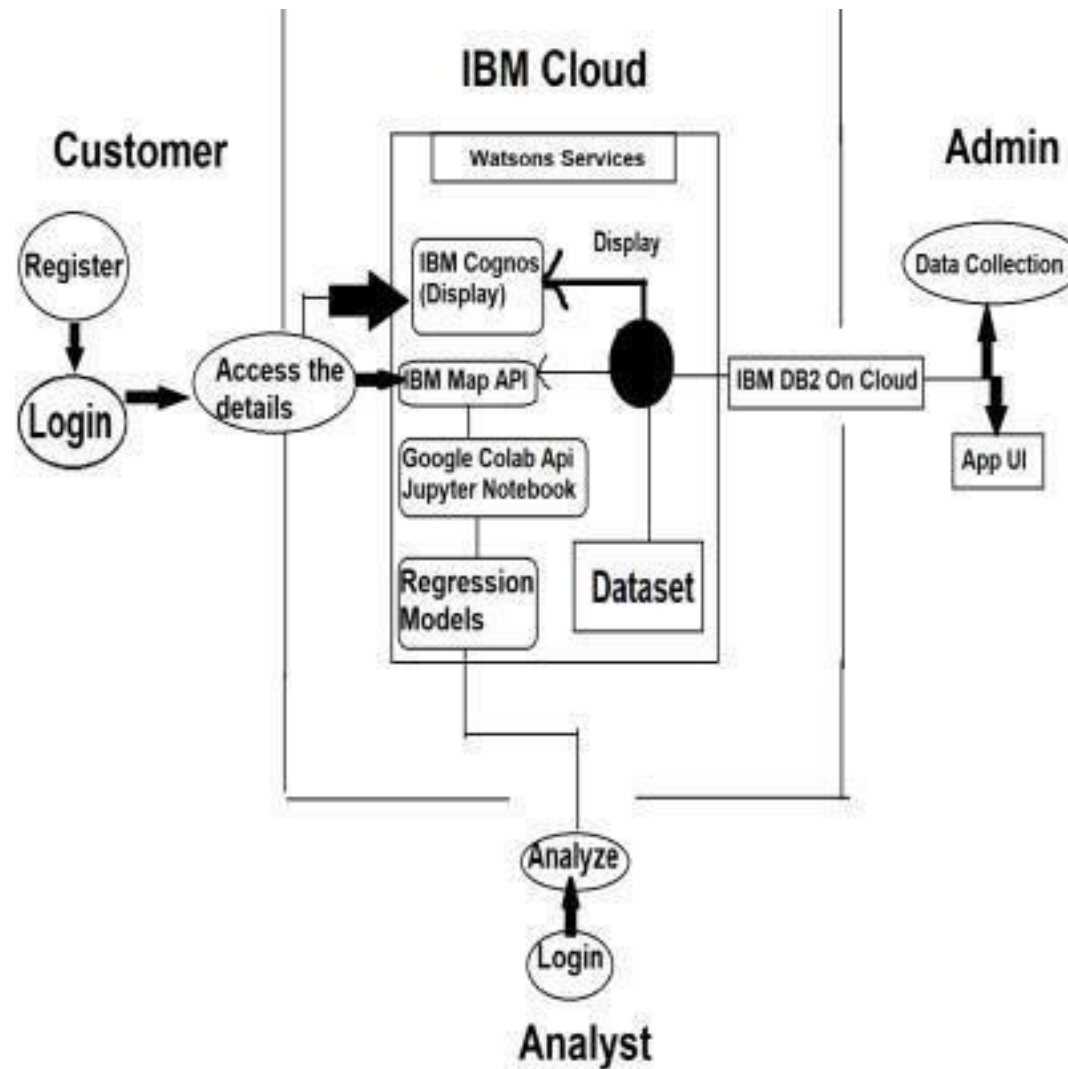 IBM Cloud
Customer
Admin
Watsons Services
Register
IBM Cognos
(Display)
Display
Data Collection
Access the
details
IBM Map API
IBM DB2 On Cloud
Login
Google Colab Api
Jupyter Notebook
App UI
Regression
Models
Dataset
Analyze
Login
Analyst